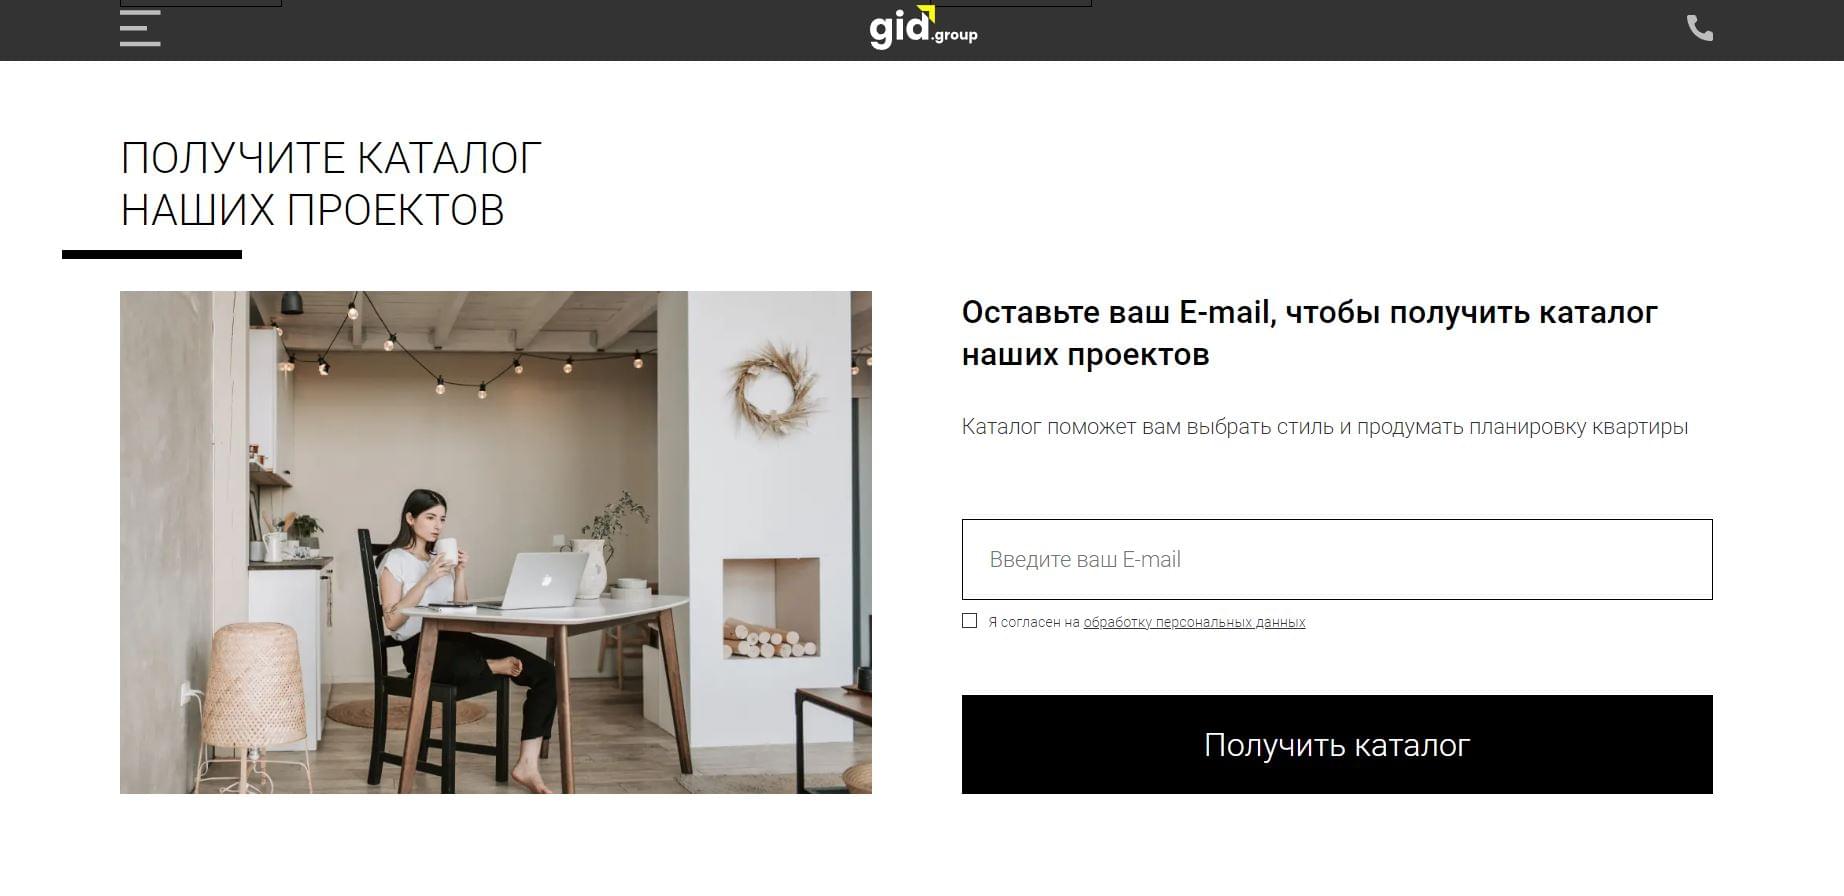 gid.group
ПОЛУЧИТЕ КАТАЛОГ
НАШИХ ПРОЕКТОВ
Оставьте ваш E-mail, чтобы получить каталог
наших проектов
Каталог поможет вам выбрать стиль и продумать планировку квартиры
Введите ваш E-mail
Я согласен на обработку персональных данных
Получить каталог